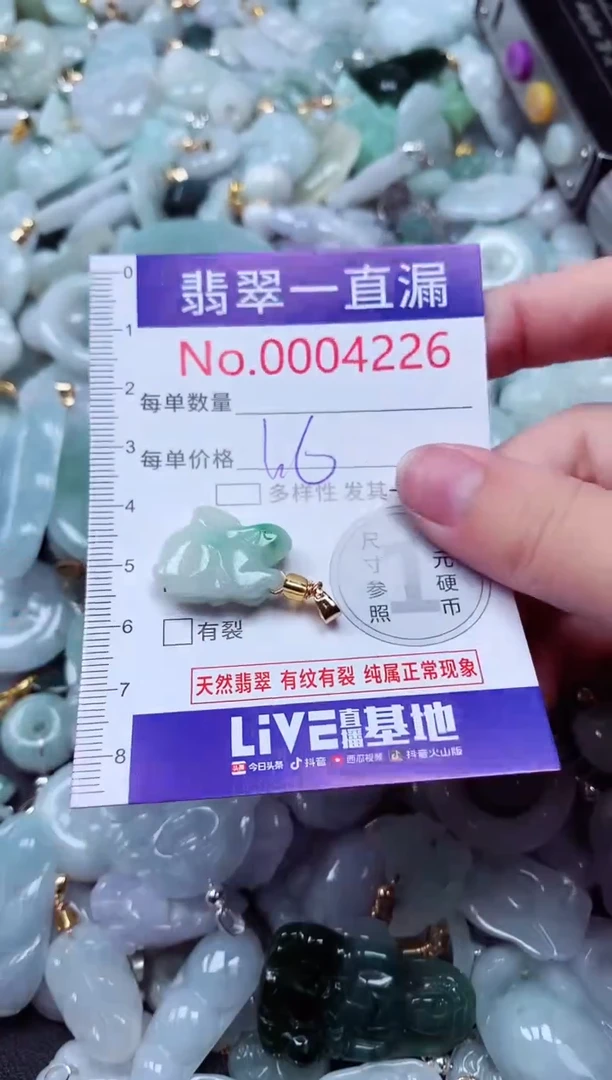 0
翡翠一直漏
No.0004226
1
2
每单数量
3
每单价格
多样性 发其一
4
尺寸参照
1
元硬币
5
6
有裂
天然翡翠 有纹有裂 纯属正常现象
7
LiVE直播基地
头条 今日头条 抖音 西瓜视频 抖音火山版
8